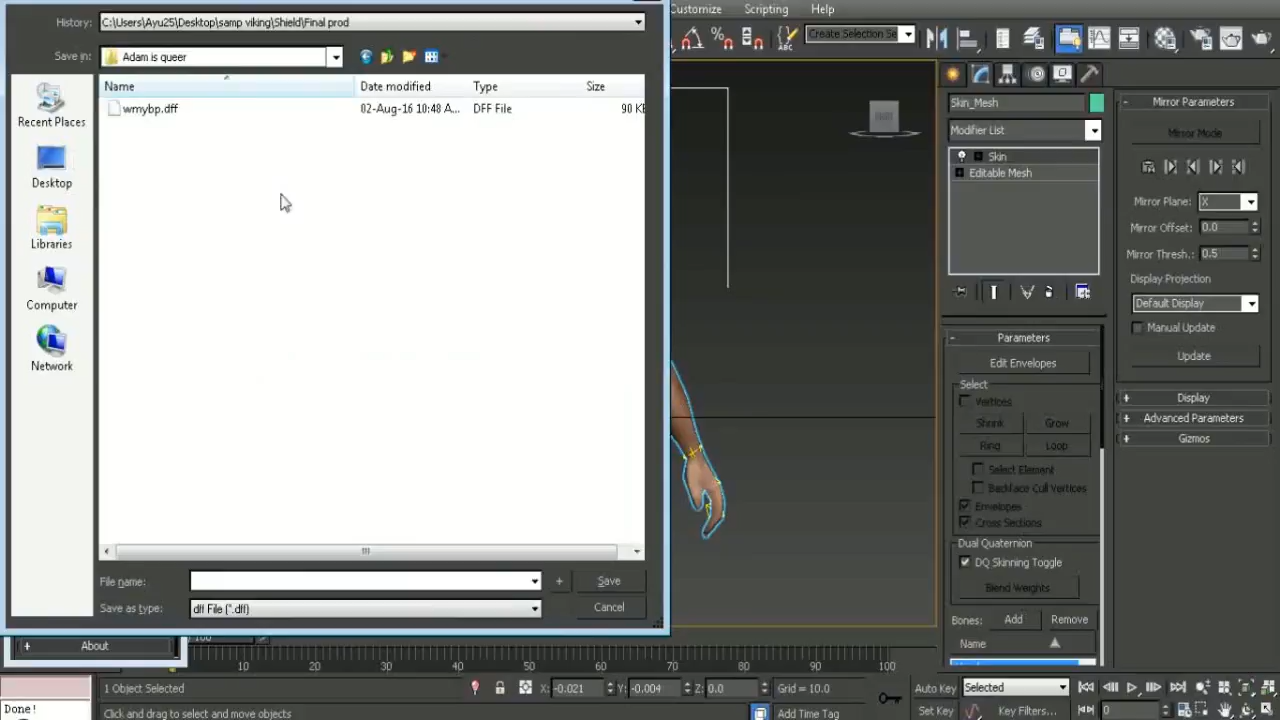 History: C:\Users\Ayu25\Desktop\samp viking\Shield\Final prod
Customize Scripting Help
Save in: Adam is queer
Create Selection Se
Name Date modified Type Size
wmybp.dff 02-Aug-16 10:48 A... DFF File 90 KB
Recent Places
Desktop
Libraries
Computer
Network
File name: Save
Save as type: dff File (*.dff) Cancel
About
Skin_Mesh
Modifier List
Skin
Editable Mesh
Parameters
Edit Envelopes
Select
Vertices
Shrink Grow
Ring Loop
Select Element
Backface Cull Vertices
Envelopes
Cross Sections
Dual Quaternion
DQ Skinning Toggle
Blend Weights
Bones: Add Remove
Name
Mirror Parameters
Mirror Mode
Mirror Plane: X
Mirror Offset: 0.0
Mirror Thresh.: 0.5
Display Projection
Default Display
Manual Update
Update
Display
Advanced Parameters
Gizmos
10 20 30 40 50 60 70 80 90 100
1 Object Selected X: -0.021 Y: -0.004 Z: 0.0 Grid = 10.0 Auto Key Selected
Done! Click and drag to select and move objects Add Time Tag Set Key Key Filters... 0